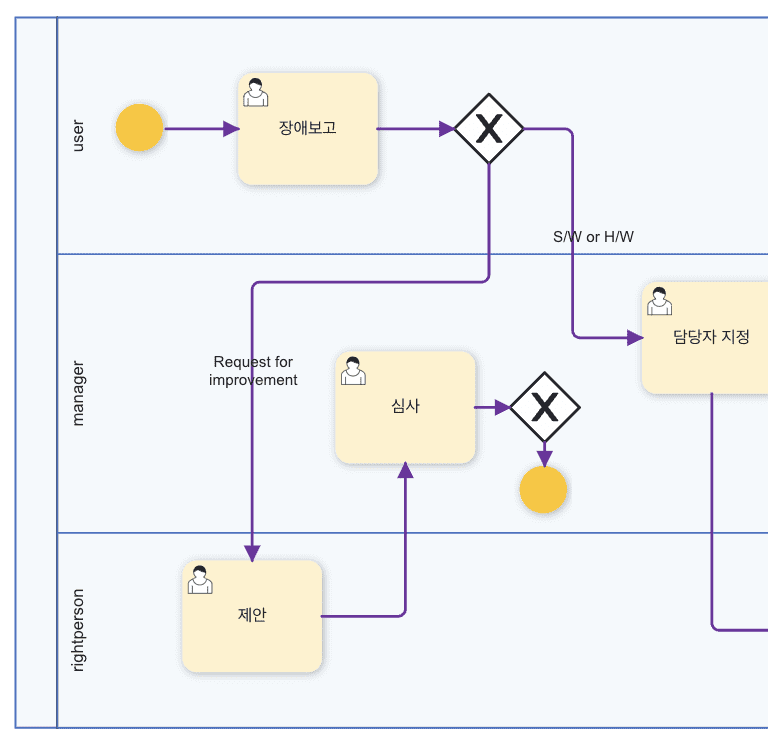 user
장애보고
S/W or H/W
manager
담당자 지정
Request for
improvement
심사
rightperson
제안